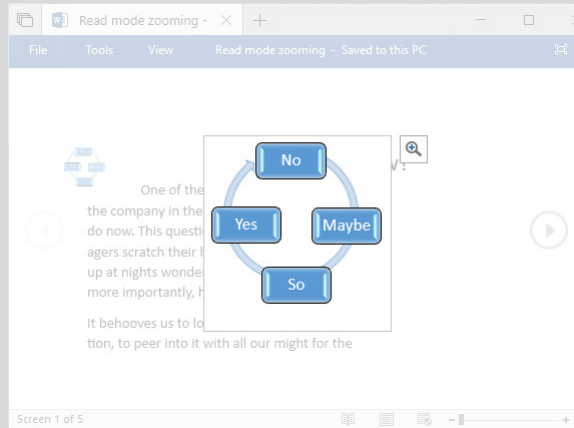 Read mode zooming -
File Tools View Read mode zooming - Saved to this PC
No
Yes
Maybe
So
One of the
the company in the
do now. This questi
agers scratch their
up at nights wonde
more importantly, h
It behooves us to lo
tion, to peer into it with all our might for the
Screen 1 of 5